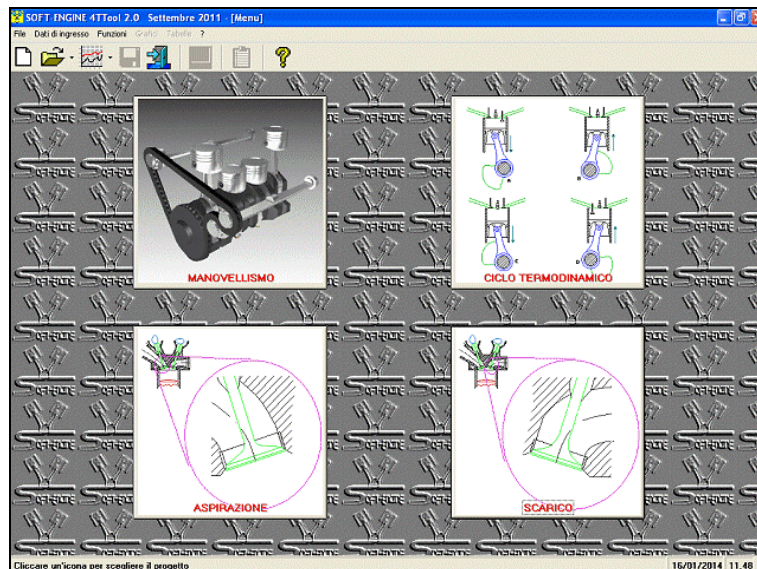 SOFT-ENGINE 4TTool 2.0 Settembre 2011 - [Menu]
File Dati di ingresso Funzioni Grafici Tabelle ?
MANOVELLISMO
CICLO TERMODINAMICO
ASPIRAZIONE
SCARICO
Cliccare un'icona per scegliere il progetto
16/01/2014 11.48